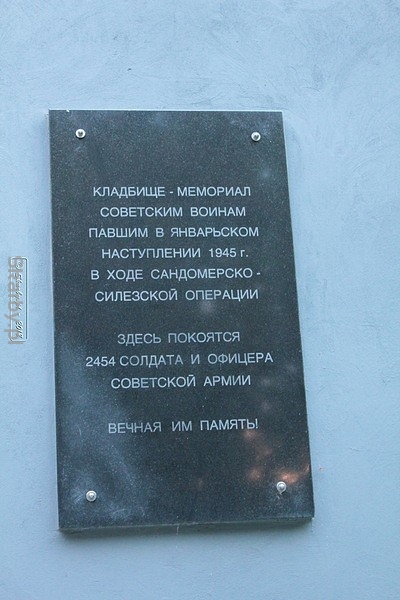 КЛАДБИЩЕ - МЕМОРИАЛ
СОВЕТСКИМ ВОИНАМ
ПАВШИМ В ЯНВАРЬСКОМ
НАСТУПЛЕНИИ 1945 г.
В ХОДЕ САНДОМЕРСКО -
СИЛЕЗСКОЙ ОПЕРАЦИИ
ЗДЕСЬ ПОКОЯТСЯ
2454 СОЛДАТА И ОФИЦЕРА
СОВЕТСКОЙ АРМИИ
ВЕЧНАЯ ИМ ПАМЯТЬ!